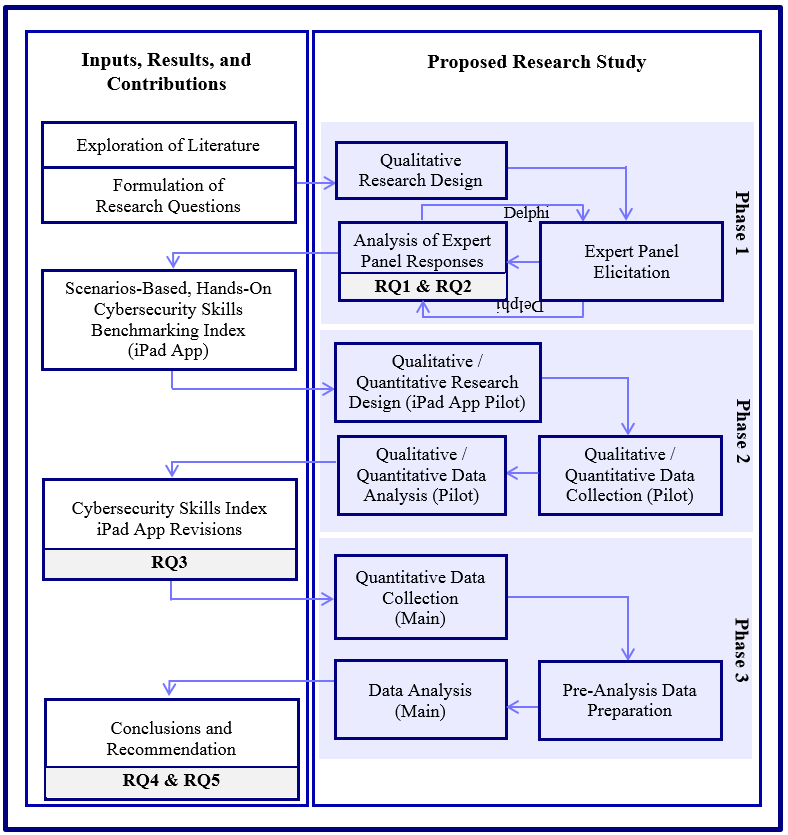 Inputs, Results, and
Contributions
Proposed Research Study
Exploration of Literature
Formulation of
Research Questions
Qualitative
Research Design
Delphi
Analysis of Expert
Panel Responses
RQ1 & RQ2
Expert Panel
Elicitation
Delphi
Phase 1
Scenarios-Based, Hands-On
Cybersecurity Skills
Benchmarking Index
(iPad App)
Qualitative /
Quantitative Research
Design (iPad App Pilot)
Qualitative /
Quantitative Data
Analysis (Pilot)
Qualitative /
Quantitative Data
Collection (Pilot)
Phase 2
Cybersecurity Skills Index
iPad App Revisions
RQ3
Quantitative Data
Collection
(Main)
Data Analysis
(Main)
Pre-Analysis Data
Preparation
Phase 3
Conclusions and
Recommendation
RQ4 & RQ5